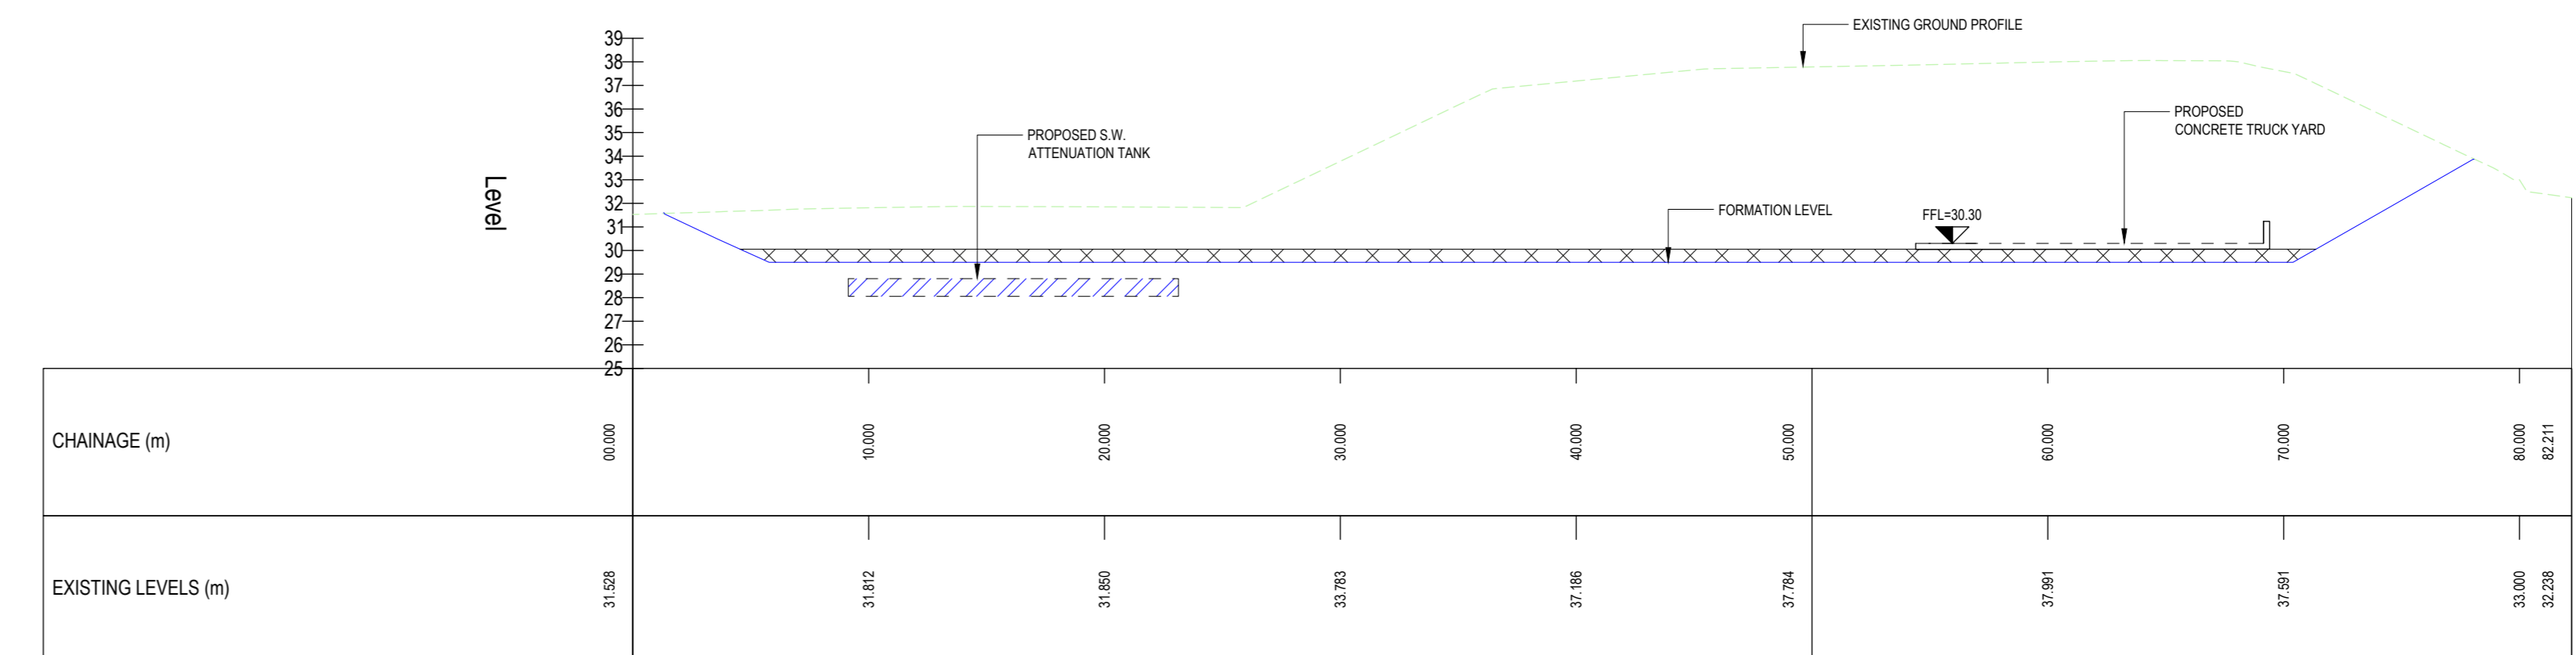 EXISTING GROUND PROFILE
39
38
37
36
35
34
33
32
31
30
29
28
27
26
25
Level
PROPOSED S.W.
ATTENUATION TANK
PROPOSED
CONCRETE TRUCK YARD
FORMATION LEVEL
FFL=30.30
CHAINAGE (m) 00.000 10.000 20.000 30.000 40.000 50.000 60.000 70.000 80.000 82.211
EXISTING LEVELS (m) 31.528 31.812 31.850 33.783 37.186 37.784 37.991 37.591 33.000 32.238